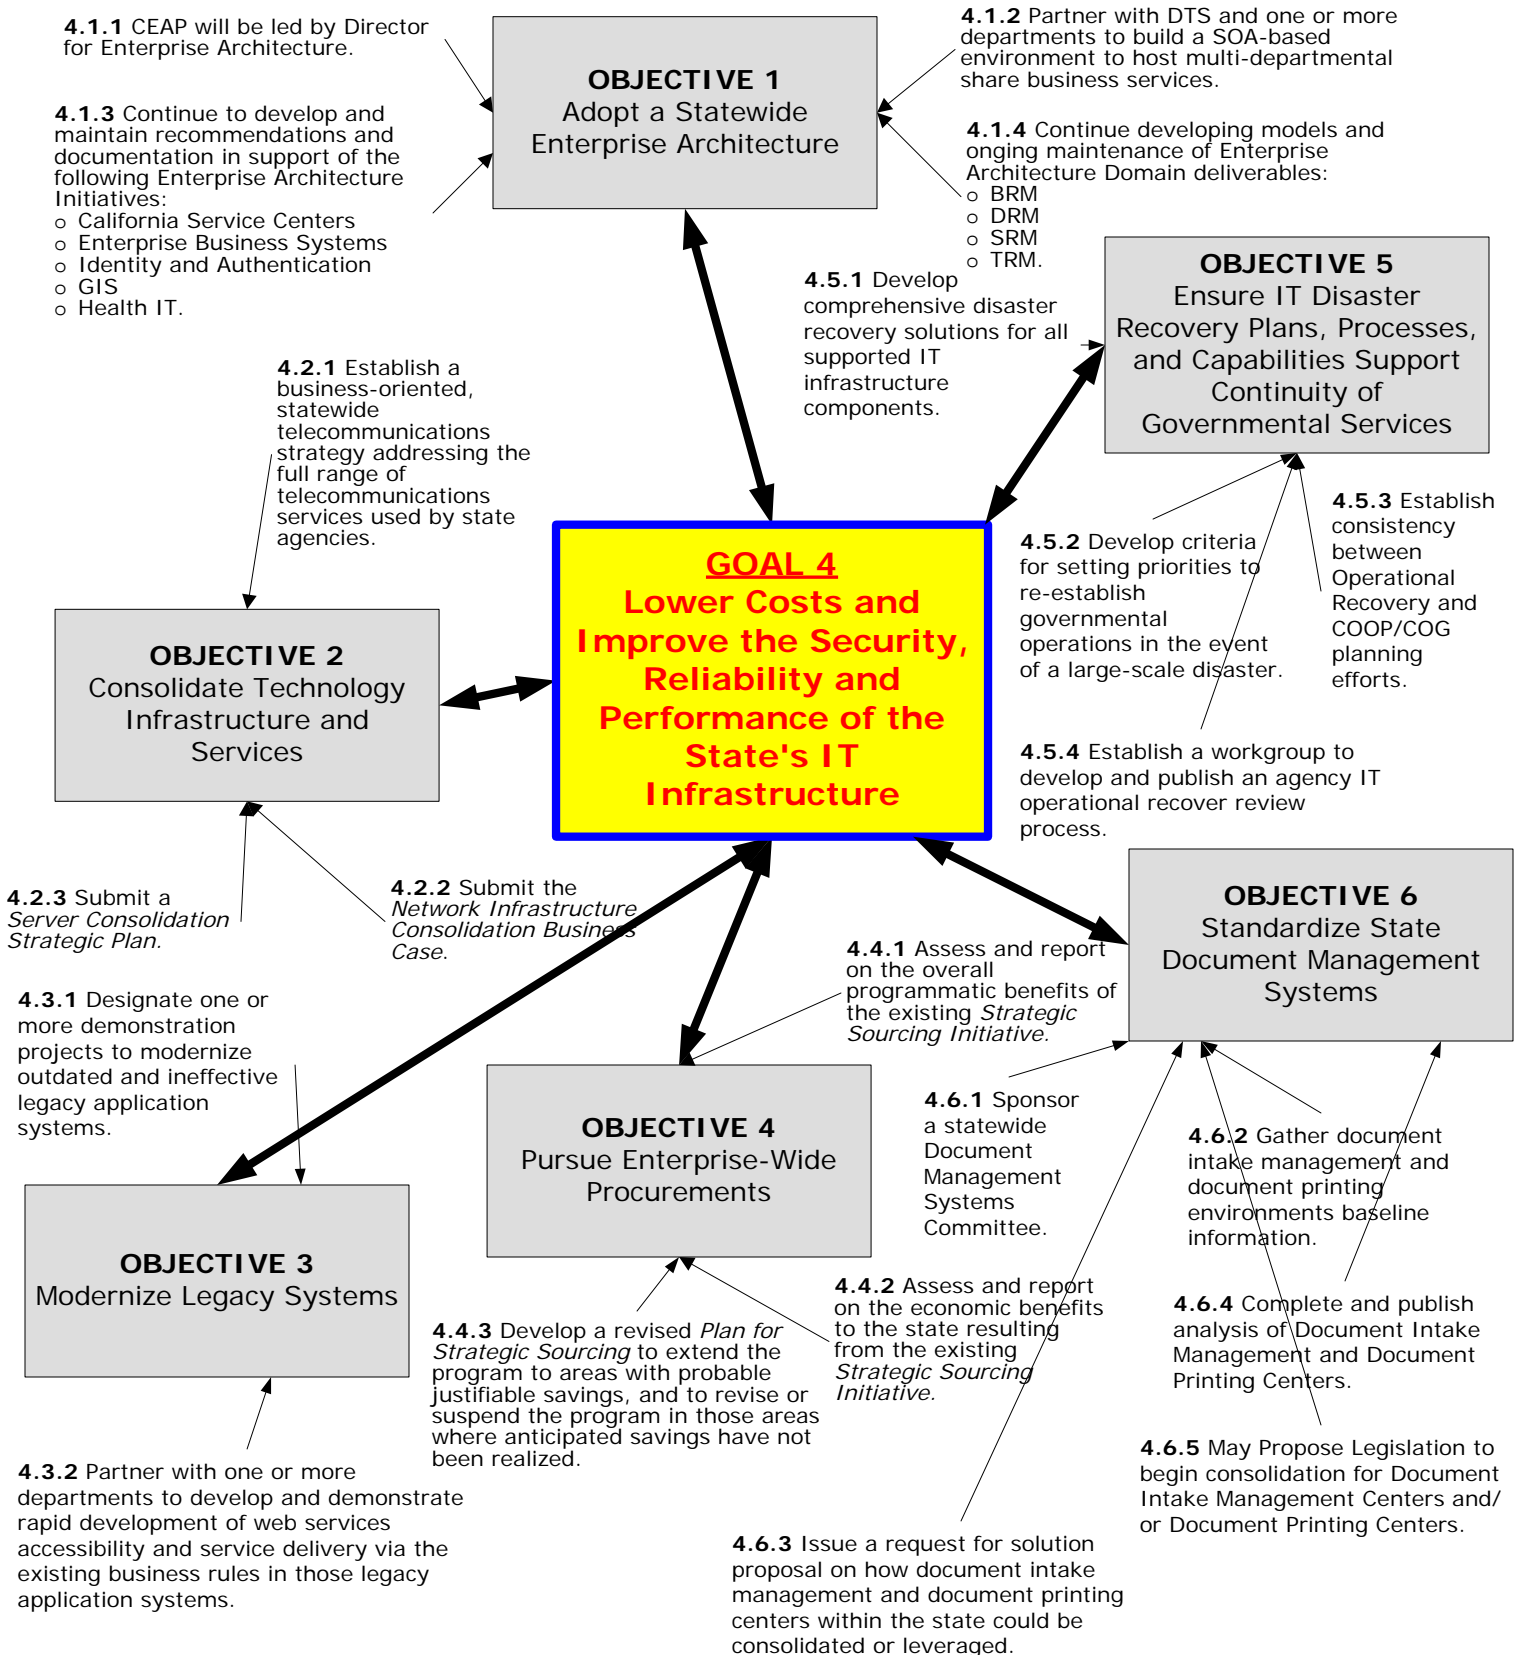 4.1.1 CEAP will be led by Director
for Enterprise Architecture.
OBJECTIVE 1
Adopt a Statewide
Enterprise Architecture
4.1.2 Partner with DTS and one or more
departments to build a SOA-based
environment to host multi-departmental
share business services.
4.1.3 Continue to develop and
maintain recommendations and
documentation in support of the
following Enterprise Architecture
Initiatives:
o California Service Centers
o Enterprise Business Systems
o Identity and Authentication
o GIS
o Health IT.
4.1.4 Continue developing models and
onging maintenance of Enterprise
Architecture Domain deliverables:
o BRM
o DRM
o SRM
o TRM.
4.5.1 Develop
comprehensive disaster
recovery solutions for all
supported IT
infrastructure
components.
OBJECTIVE 5
Ensure IT Disaster
Recovery Plans, Processes,
and Capabilities Support
Continuity of
Governmental Services
4.2.1 Establish a
business-oriented,
statewide
telecommunications
strategy addressing the
full range of
telecommunications
services used by state
agencies.
4.5.2 Develop criteria
for setting priorities to
re-establish
governmental
operations in the event
of a large-scale disaster.
4.5.3 Establish
consistency
between
Operational
Recovery and
COOP/COG
planning
efforts.
GOAL 4
Lower Costs and
Improve the Security,
Reliability and
Performance of the
State's IT
Infrastructure
OBJECTIVE 2
Consolidate Technology
Infrastructure and
Services
4.5.4 Establish a workgroup to
develop and publish an agency IT
operational recover review
process.
4.2.3 Submit a
Server Consolidation
Strategic Plan.
4.2.2 Submit the
Network Infrastructure
Consolidation Business
Case.
OBJECTIVE 6
Standardize State
Document Management
Systems
4.4.1 Assess and report
on the overall
programmatic benefits of
the existing Strategic
Sourcing Initiative.
4.3.1 Designate one or
more demonstration
projects to modernize
outdated and ineffective
legacy application
systems.
OBJECTIVE 4
Pursue Enterprise-Wide
Procurements
4.6.1 Sponsor
a statewide
Document
Management
Systems
Committee.
4.6.2 Gather document
intake management and
document printing
environments baseline
information.
OBJECTIVE 3
Modernize Legacy Systems
4.4.3 Develop a revised Plan for
Strategic Sourcing to extend the
program to areas with probable
justifiable savings, and to revise or
suspend the program in those areas
where anticipated savings have not
been realized.
4.4.2 Assess and report
on the economic benefits
to the state resulting
from the existing
Strategic Sourcing
Initiative.
4.6.4 Complete and publish
analysis of Document Intake
Management and Document
Printing Centers.
4.3.2 Partner with one or more
departments to develop and demonstrate
rapid development of web services
accessibility and service delivery via the
existing business rules in those legacy
application systems.
4.6.5 May Propose Legislation to
begin consolidation for Document
Intake Management Centers and/
or Document Printing Centers.
4.6.3 Issue a request for solution
proposal on how document intake
management and document printing
centers within the state could be
consolidated or leveraged.